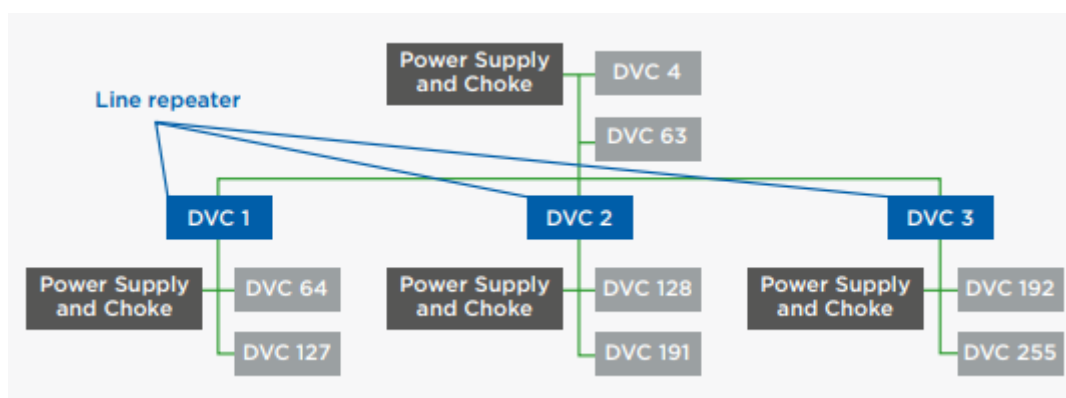 Power Supply
and Choke
DVC 4
Line repeater
DVC 63
DVC 1
DVC 2
DVC 3
Power Supply
and Choke
DVC 64
Power Supply
and Choke
DVC 128
Power Supply
and Choke
DVC 192
DVC 127
DVC 191
DVC 255